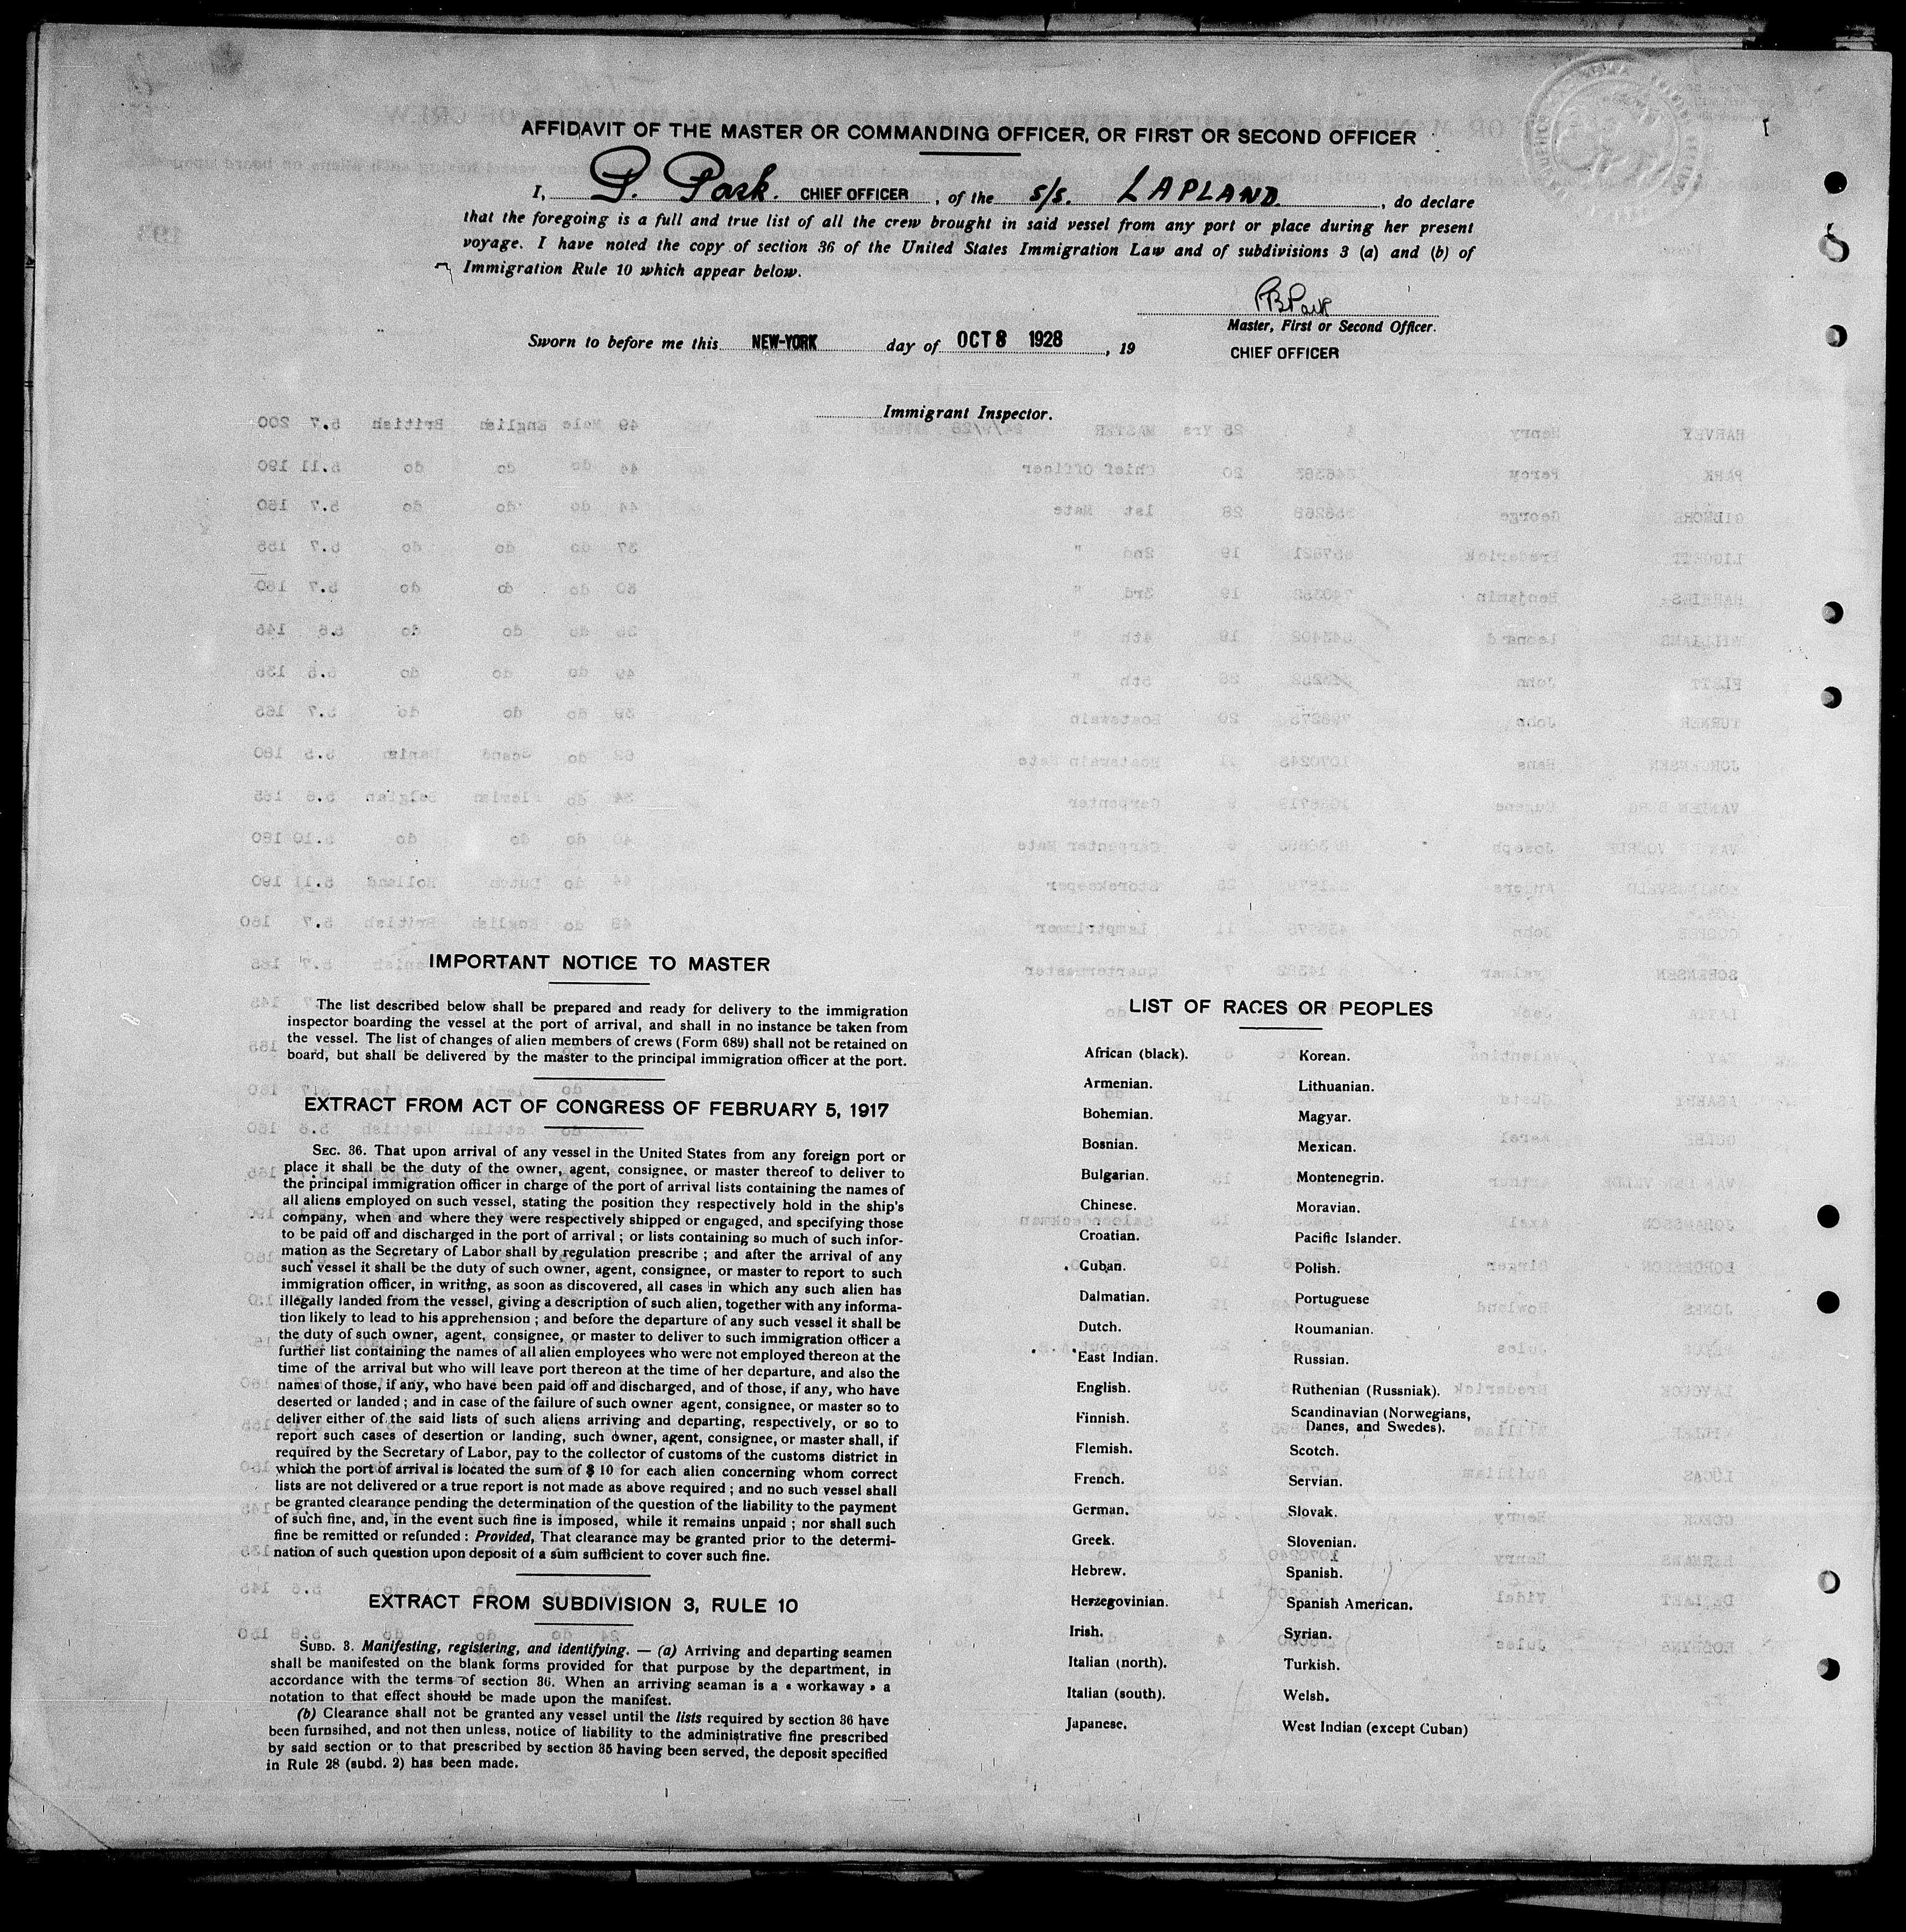 AFFIDAVIT OF THE MASTER OR COMMANDING OFFICER, OR FIRST OR SECOND OFFICER
I, P. Park. CHIEF OFFICER, of the s/s. LAPLAND., do declare
that the foregoing is a full and true list of all the crew brought in said vessel from any port or place during her present
voyage. I have noted the copy of section 36 of the United States Immigration Law and of subdivisions 3 (a) and (b) of
Immigration Rule 10 which appear below.
PBPark
Master, First or Second Officer.
Sworn to before me this NEW-YORK day of OCT 8 1928, 19
CHIEF OFFICER
Immigrant Inspector.
IMPORTANT NOTICE TO MASTER
The list described below shall be prepared and ready for delivery to the immigration
inspector boarding the vessel at the port of arrival, and shall in no instance be taken from
the vessel. The list of changes of alien members of crews (Form 689) shall not be retained on
board, but shall be delivered by the master to the principal immigration officer at the port.
EXTRACT FROM ACT OF CONGRESS OF FEBRUARY 5, 1917
SEC. 36. That upon arrival of any vessel in the United States from any foreign port or
place it shall be the duty of the owner, agent, consignee, or master thereof to deliver to
the principal immigration officer in charge of the port of arrival lists containing the names of
all aliens employed on such vessel, stating the position they respectively hold in the ship's
company, when and where they were respectively shipped or engaged, and specifying those
to be paid off and discharged in the port of arrival ; or lists containing so much of such infor-
mation as the Secretary of Labor shall by regulation prescribe ; and after the arrival of any
such vessel it shall be the duty of such owner, agent, consignee, or master to report to such
immigration officer, in writing, as soon as discovered, all cases in which any such alien has
illegally landed from the vessel, giving a description of such alien, together with any informa-
tion likely to lead to his apprehension ; and before the departure of any such vessel it shall be
the duty of such owner, agent, consignee, or master to deliver to such immigration officer a
further list containing the names of all alien employees who were not employed thereon at the
time of the arrival but who will leave port thereon at the time of her departure, and also the
names of those, if any, who have been paid off and discharged, and of those, if any, who have
deserted or landed ; and in case of the failure of such owner agent, consignee, or master so to
deliver either of the said lists of such aliens arriving and departing, respectively, or so to
report such cases of desertion or landing, such owner, agent, consignee, or master shall, if
required by the Secretary of Labor, pay to the collector of customs of the customs district in
which the port of arrival is located the sum of $ 10 for each alien concerning whom correct
lists are not delivered or a true report is not made as above required ; and no such vessel shall
be granted clearance pending the determination of the question of the liability to the payment
of such fine, and, in the event such fine is imposed, while it remains unpaid ; nor shall such
fine be remitted or refunded : Provided, That clearance may be granted prior to the determi-
nation of such question upon deposit of a sum sufficient to cover such fine.
EXTRACT FROM SUBDIVISION 3, RULE 10
SUBD. 3. Manifesting, registering, and identifying. — (a) Arriving and departing seamen
shall be manifested on the blank forms provided for that purpose by the department, in
accordance with the terms of section 36. When an arriving seaman is a « workaway » a
notation to that effect should be made upon the manifest.
(b) Clearance shall not be granted any vessel until the lists required by section 36 have
been furnsihed, and not then unless, notice of liability to the administrative fine prescribed
by said section or to that prescribed by section 35 having been served, the deposit specified
in Rule 28 (subd. 2) has been made.
LIST OF RACES OR PEOPLES
African (black).
Armenian.
Bohemian.
Bosnian.
Bulgarian.
Chinese.
Croatian.
Cuban.
Dalmatian.
Dutch.
East Indian.
English.
Finnish.
Flemish.
French.
German.
Greek.
Hebrew.
Herzegovinian.
Irish.
Italian (north).
Italian (south).
Japanese.
Korean.
Lithuanian.
Magyar.
Mexican.
Montenegrin.
Moravian.
Pacific Islander.
Polish.
Portuguese
Roumanian.
Russian.
Ruthenian (Russniak).
Scandinavian (Norwegians,
Danes, and Swedes).
Scotch.
Servian.
Slovak.
Slovenian.
Spanish.
Spanish American.
Syrian.
Turkish.
Welsh.
West Indian (except Cuban)